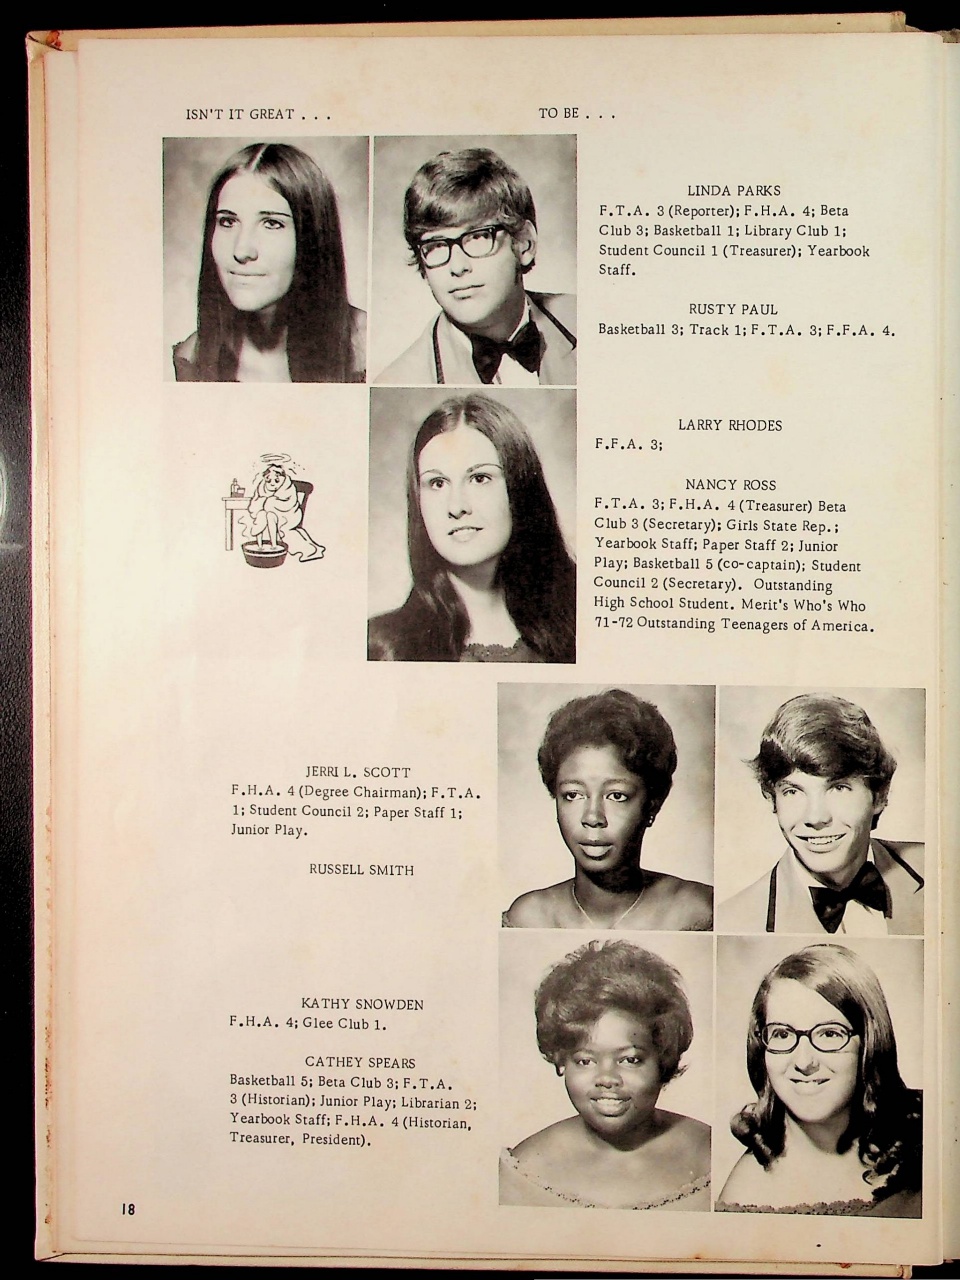 ISN'T IT GREAT . . .
TO BE . . .
LINDA PARKS
F.T.A. 3 (Reporter); F.H.A. 4; Beta
Club 3; Basketball 1; Library Club 1;
Student Council 1 (Treasurer); Yearbook
Staff.
RUSTY PAUL
Basketball 3; Track 1; F.T.A. 3; F.F.A. 4.
LARRY RHODES
F.F.A. 3;
NANCY ROSS
F.T.A. 3; F.H.A. 4 (Treasurer) Beta
Club 3 (Secretary); Girls State Rep.;
Yearbook Staff; Paper Staff 2; Junior
Play; Basketball 5 (co-captain); Student
Council 2 (Secretary). Outstanding
High School Student. Merit's Who's Who
71-72 Outstanding Teenagers of America.
JERRI L. SCOTT
F.H.A. 4 (Degree Chairman); F.T.A.
1; Student Council 2; Paper Staff 1;
Junior Play.
RUSSELL SMITH
KATHY SNOWDEN
F.H.A. 4; Glee Club 1.
CATHEY SPEARS
Basketball 5; Beta Club 3; F.T.A.
3 (Historian); Junior Play; Librarian 2;
Yearbook Staff; F.H.A. 4 (Historian,
Treasurer, President).
18